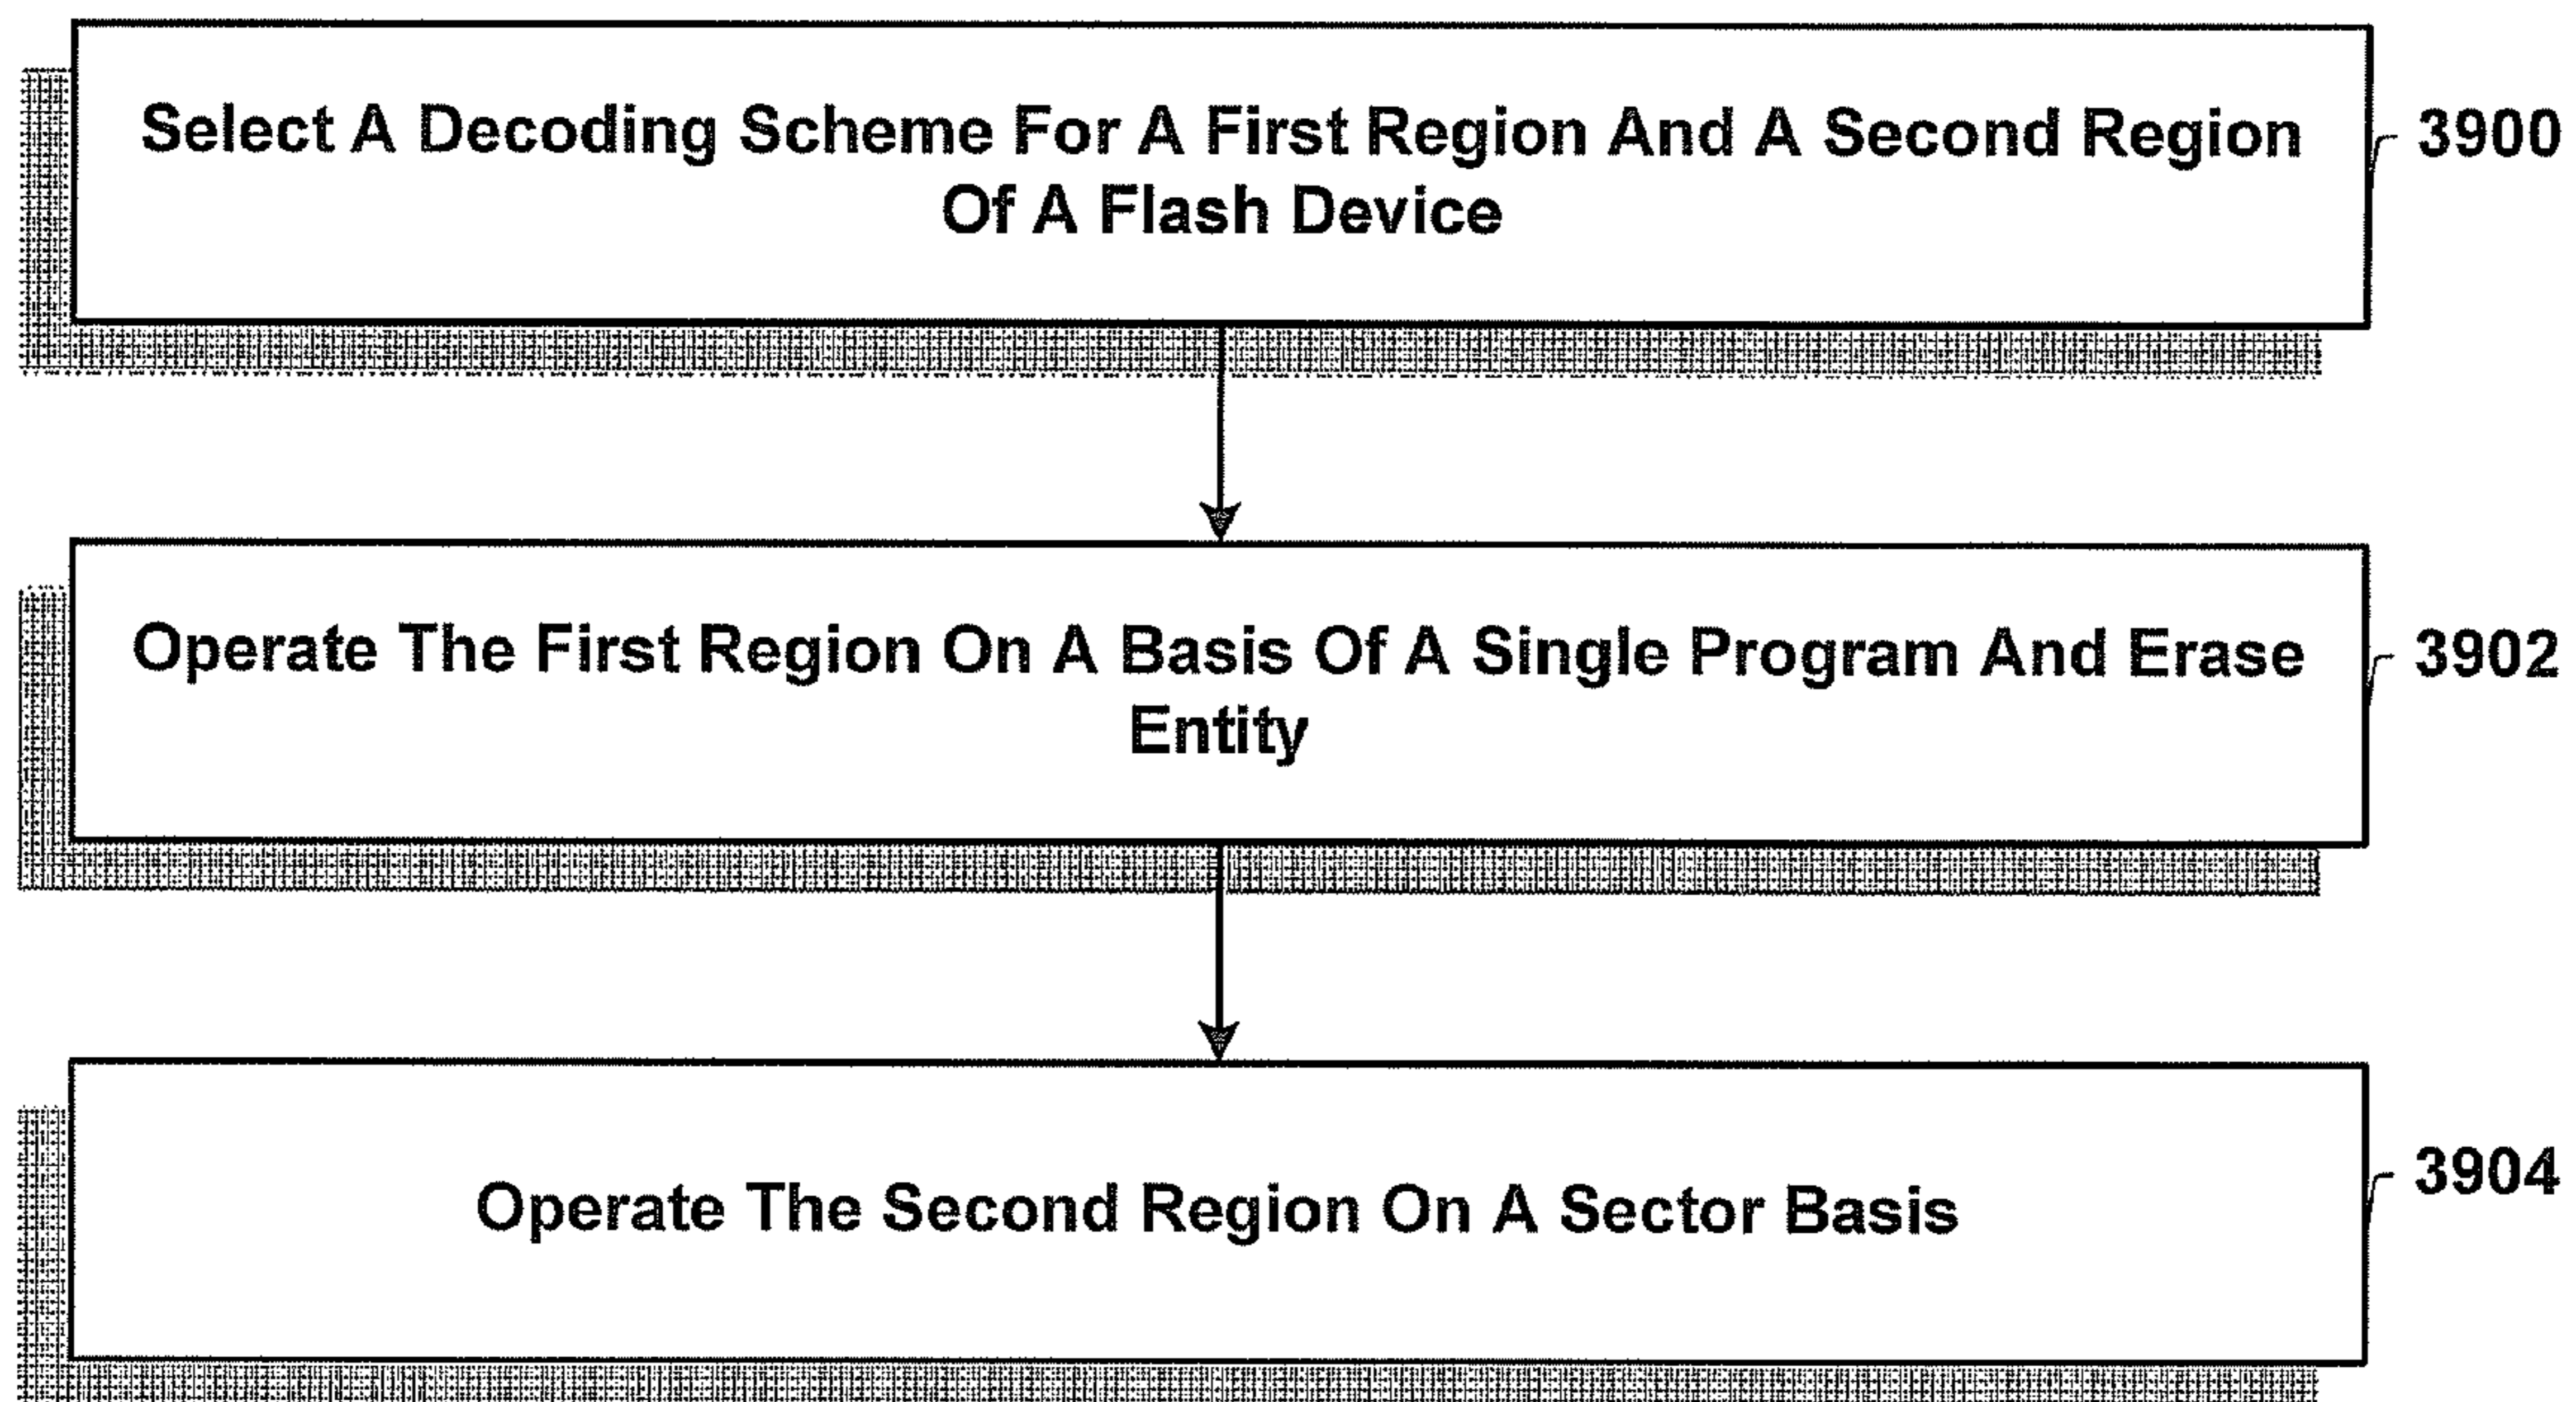 Select A Decoding Scheme For A First Region And A Second Region
Of A Flash Device
3900
Operate The First Region On A Basis Of A Single Program And Erase
Entity
3902
Operate The Second Region On A Sector Basis
3904